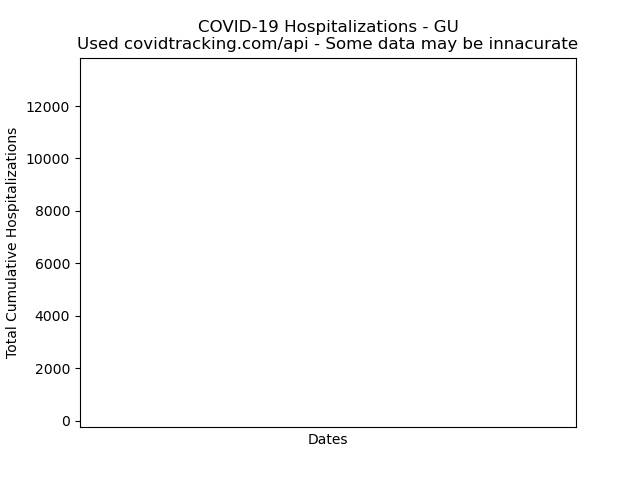 COVID-19 Hospitalizations - GU
Used covidtracking.com/api - Some data may be innacurate
Total Cumulative Hospitalizations
12000
10000
8000
6000
4000
2000
0
Dates